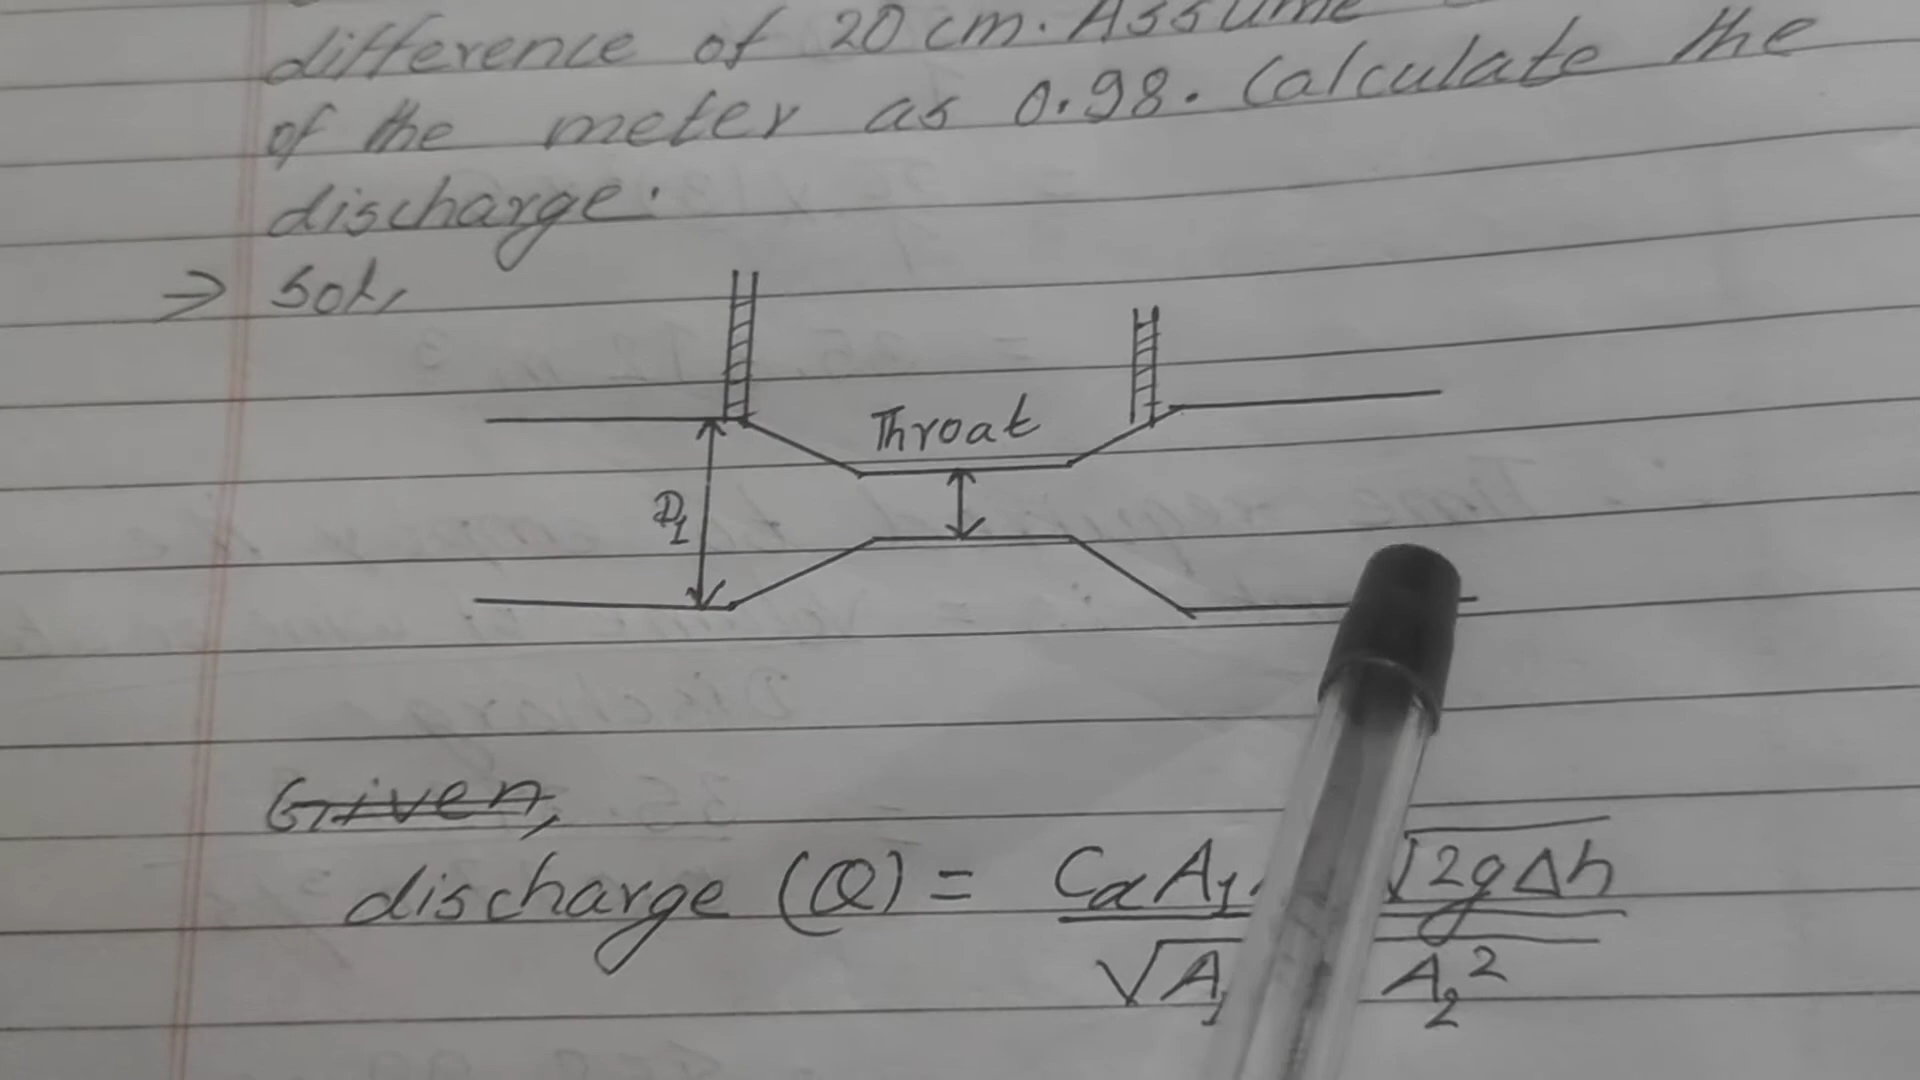 difference of 20 cm. Assume
of the meter as 0.98. Calculate the
discharge.
⇒ Sol,
Throat
D₁
Given,
discharge (Q) = CdA₁. √2gΔh
√A₁ A₂²